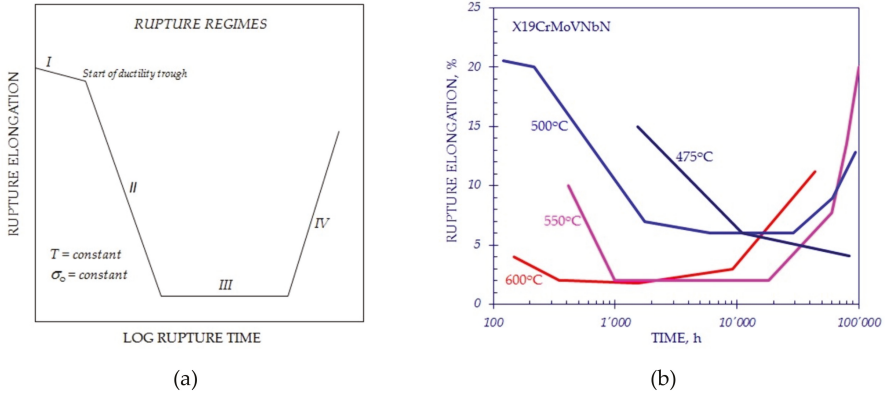 RUPTURE REGIMES
I
Start of ductility trough
II
IV
T = constant
σo = constant
III
RUPTURE ELONGATION
LOG RUPTURE TIME
(a)
X19CrMoVNbN
25
20
15
10
5
0
500°C
475°C
550°C
600°C
RUPTURE ELONGATION, %
100
1'000
10'000
100'000
TIME, h
(b)